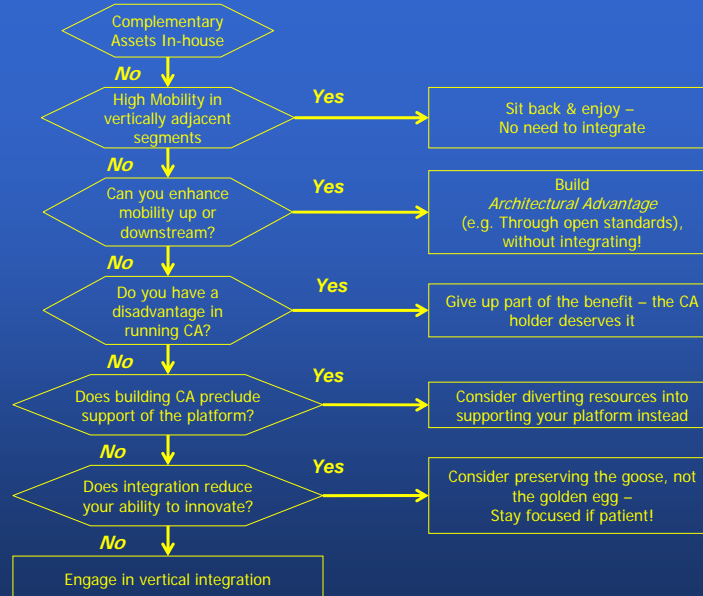 Complementary
Assets In-house
No
High Mobility in
vertically adjacent
segments
Yes
Sit back & enjoy –
No need to integrate
No
Can you enhance
mobility up or
downstream?
Yes
Build
Architectural Advantage
(e.g. Through open standards),
without integrating!
No
Do you have a
disadvantage in
running CA?
Yes
Give up part of the benefit – the CA
holder deserves it
No
Does building CA preclude
support of the platform?
Yes
Consider diverting resources into
supporting your platform instead
No
Does integration reduce
your ability to innovate?
Yes
Consider preserving the goose, not
the golden egg –
Stay focused if patient!
No
Engage in vertical integration